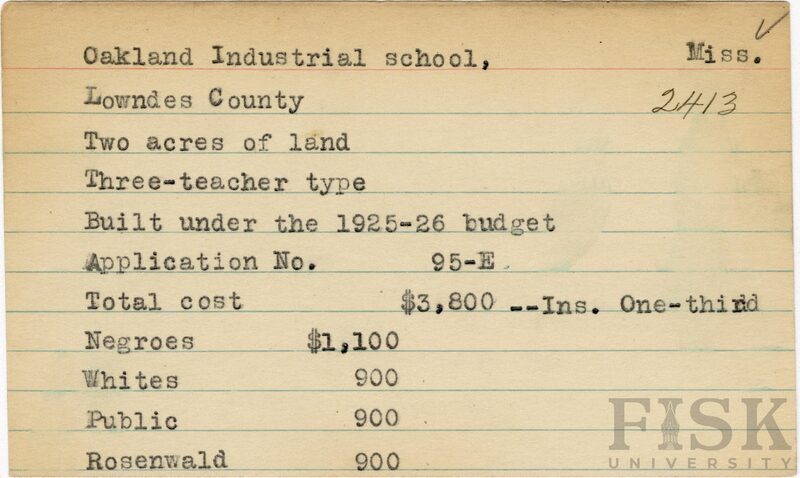 Oakland Industrial school, Miss.
Lowndes County 2413
Two acres of land
Three-teacher type
Built under the 1925-26 budget
Application No. 95-E
Total cost $3,800 --Ins. One-third
Negroes $1,100
Whites 900
Public 900
Rosenwald 900
FISK
UNIVERSITY